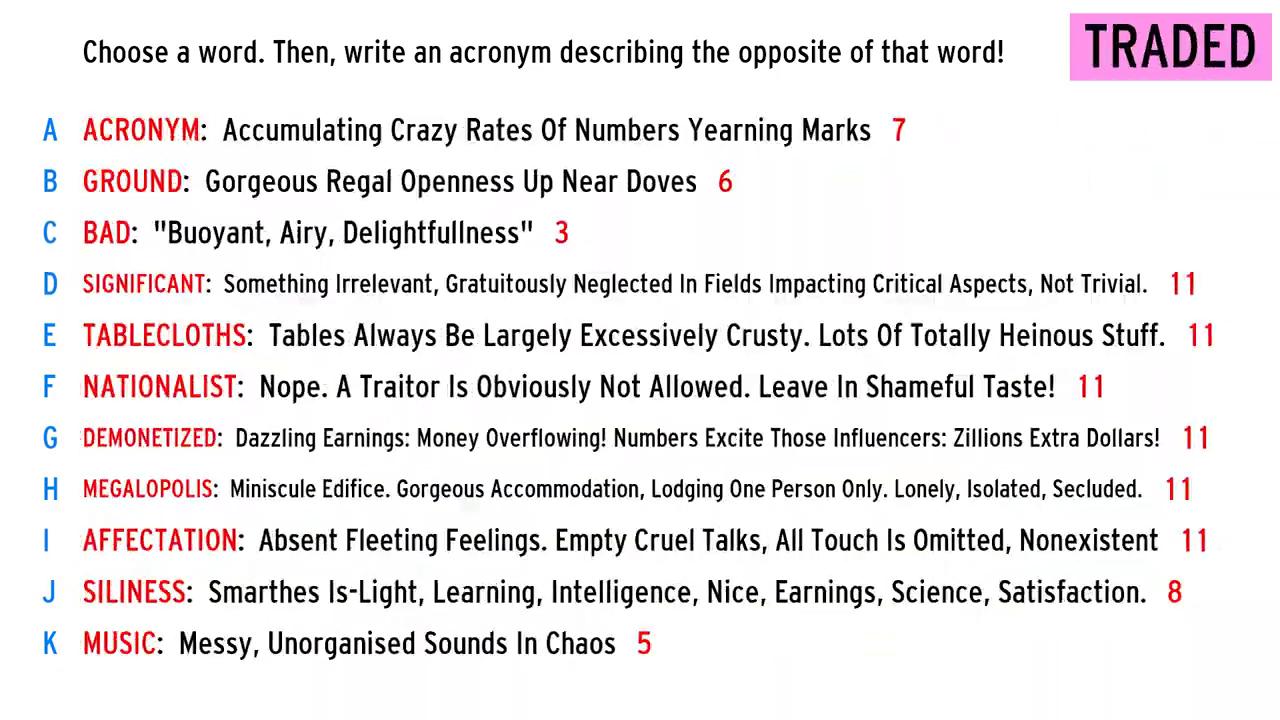 Choose a word. Then, write an acronym describing the opposite of that word!
TRADED
A ACRONYM: Accumulating Crazy Rates Of Numbers Yearning Marks 7
B GROUND: Gorgeous Regal Openness Up Near Doves 6
C BAD: "Buoyant, Airy, Delightfullness" 3
D SIGNIFICANT: Something Irrelevant, Gratuitously Neglected In Fields Impacting Critical Aspects, Not Trivial. 11
E TABLECLOTHS: Tables Always Be Largely Excessively Crusty. Lots Of Totally Heinous Stuff. 11
F NATIONALIST: Nope. A Traitor Is Obviously Not Allowed. Leave In Shameful Taste! 11
G DEMONETIZED: Dazzling Earnings: Money Overflowing! Numbers Excite Those Influencers: Zillions Extra Dollars! 11
H MEGALOPOLIS: Miniscule Edifice. Gorgeous Accommodation, Lodging One Person Only. Lonely, Isolated, Secluded. 11
I AFFECTATION: Absent Fleeting Feelings. Empty Cruel Talks, All Touch Is Omitted, Nonexistent 11
J SILINESS: Smarthes Is-Light, Learning, Intelligence, Nice, Earnings, Science, Satisfaction. 8
K MUSIC: Messy, Unorganised Sounds In Chaos 5